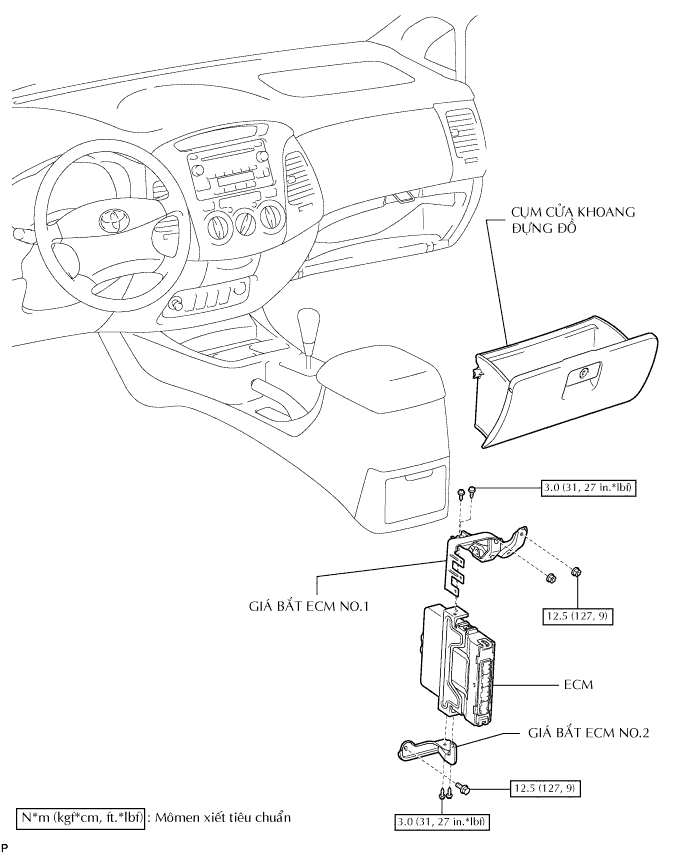 CỤM CỬA KHOANG
ĐỰNG ĐỒ
3.0 (31, 27 in.*lbf)
GIÁ BẮT ECM NO.1
12.5 (127, 9)
ECM
GIÁ BẮT ECM NO.2
12.5 (127, 9)
N*m (kgf*cm, ft.*lbf) : Mômen xiết tiêu chuẩn
3.0 (31, 27 in.*lbf)
P